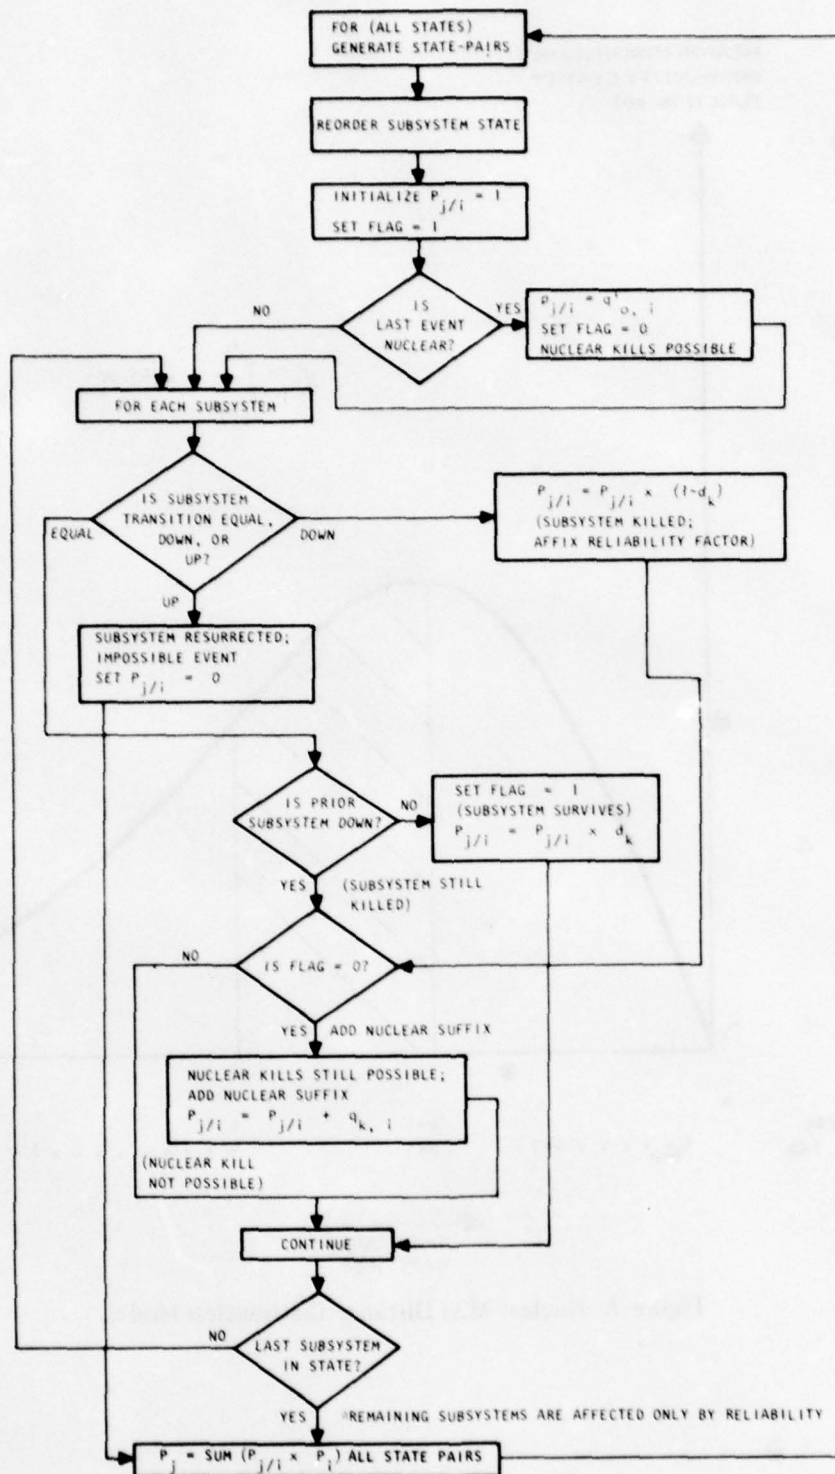 FOR (ALL STATES)
GENERATE STATE-PAIRS
REORDER SUBSYSTEM STATE
INITIALIZE P j/i = 1
SET FLAG = 1
IS
LAST EVENT
NUCLEAR?
NO
YES
P j/i = q' o, i
SET FLAG = 0
NUCLEAR KILLS POSSIBLE
FOR EACH SUBSYSTEM
IS SUBSYSTEM
TRANSITION EQUAL,
DOWN, OR
UP?
EQUAL
DOWN
UP
P j/i = P j/i x (1-d k)
(SUBSYSTEM KILLED;
AFFIX RELIABILITY FACTOR)
SUBSYSTEM RESURRECTED;
IMPOSSIBLE EVENT
SET P j/i = 0
IS PRIOR
SUBSYSTEM DOWN?
NO
SET FLAG = 1
(SUBSYSTEM SURVIVES)
P j/i = P j/i x d k
YES
(SUBSYSTEM STILL
KILLED)
IS FLAG = 0?
NO
YES
ADD NUCLEAR SUFFIX
NUCLEAR KILLS STILL POSSIBLE;
ADD NUCLEAR SUFFIX
P j/i = P j/i + q k, i
(NUCLEAR KILL
NOT POSSIBLE)
CONTINUE
LAST SUBSYSTEM
IN STATE?
NO
YES
*REMAINING SUBSYSTEMS ARE AFFECTED ONLY BY RELIABILITY
P j = SUM (P j/i x P i) ALL STATE PAIRS